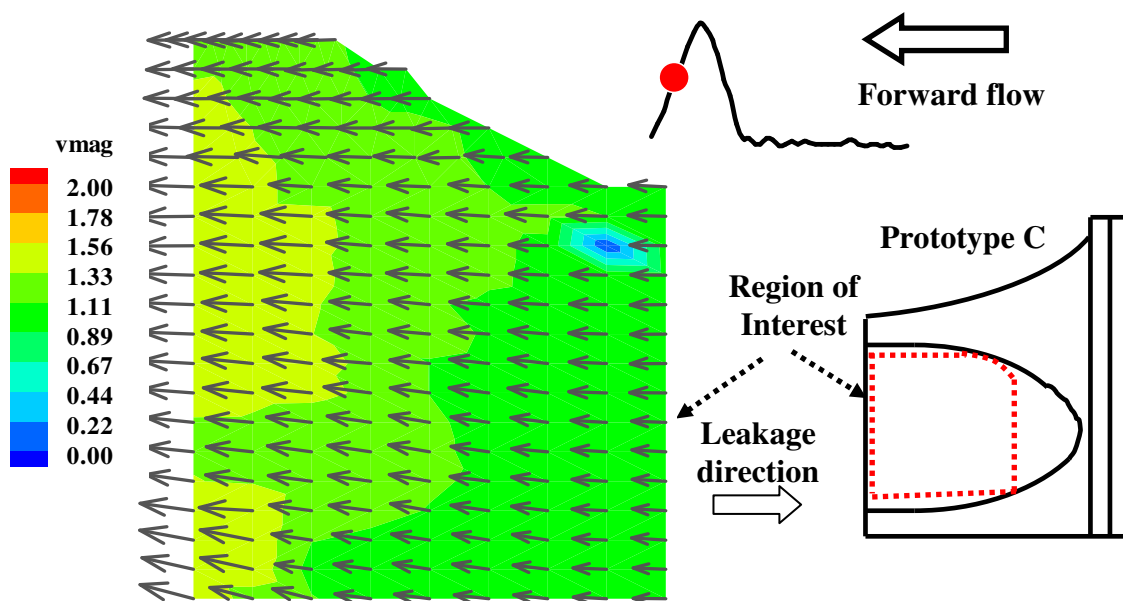 Forward flow
vmag
2.00
1.78
1.56
1.33
1.11
0.89
0.67
0.44
0.22
0.00
Prototype C
Region of
Interest
Leakage
direction